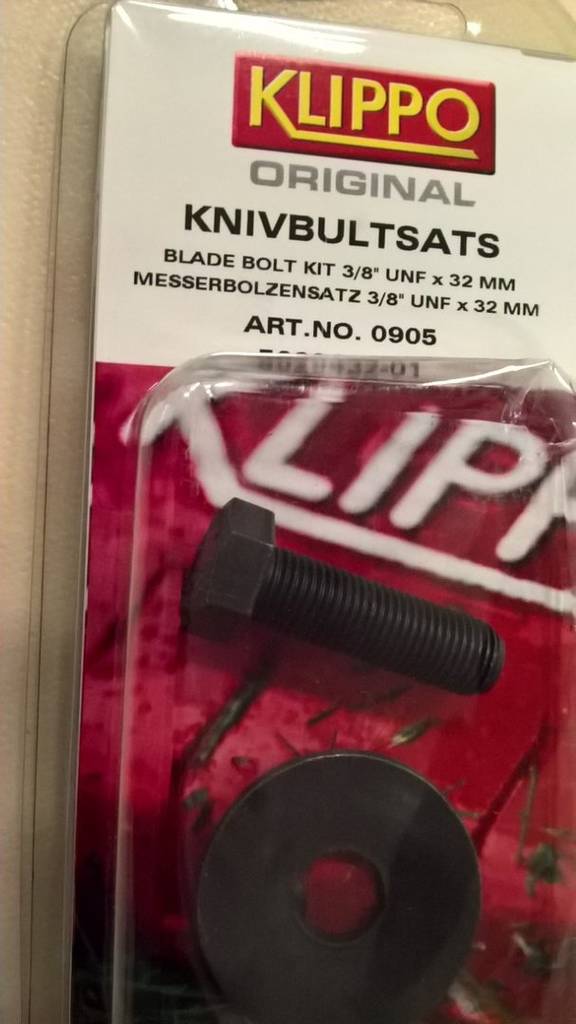 KLIPPO
ORIGINAL
KNIVBULTSATS
BLADE BOLT KIT 3/8" UNF x 32 MM
MESSERBOLZENSATZ 3/8" UNF x 32 MM
ART.NO. 0905
KLIPP